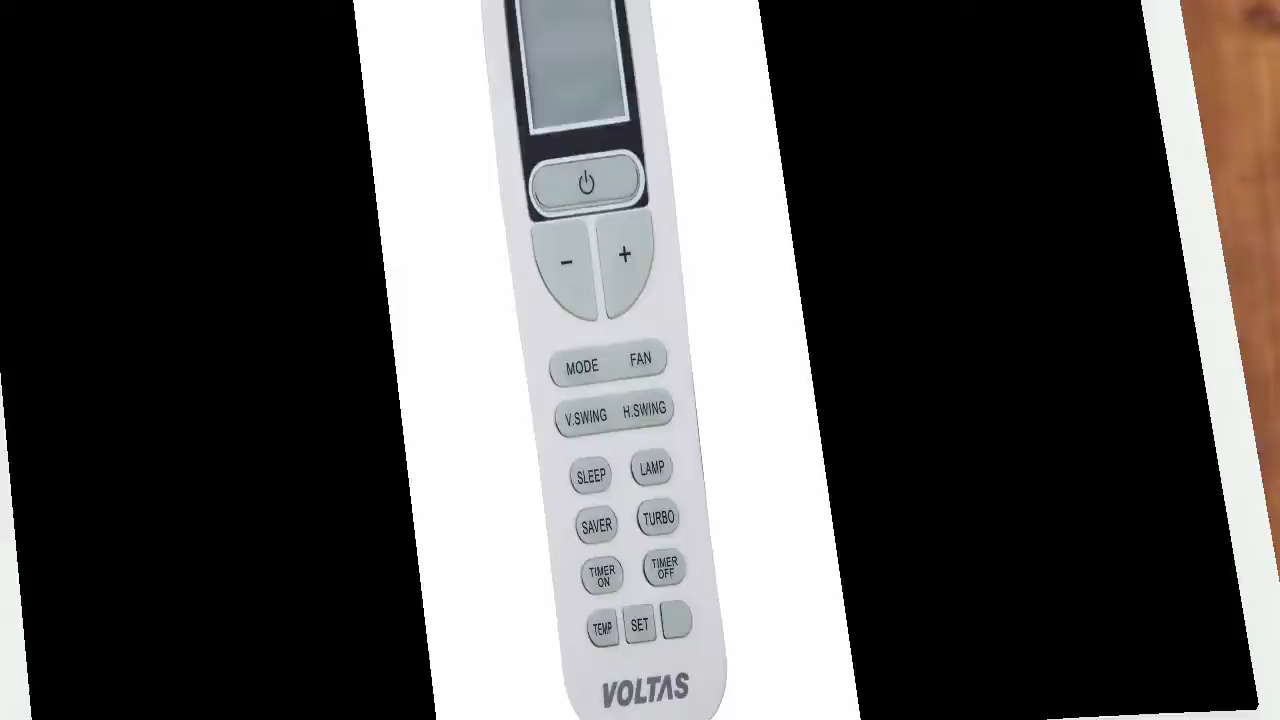 - +
MODE FAN
V.SWING H.SWING
SLEEP LAMP
SAVER TURBO
TIMER ON TIMER OFF
TEMP SET
VOLTAS